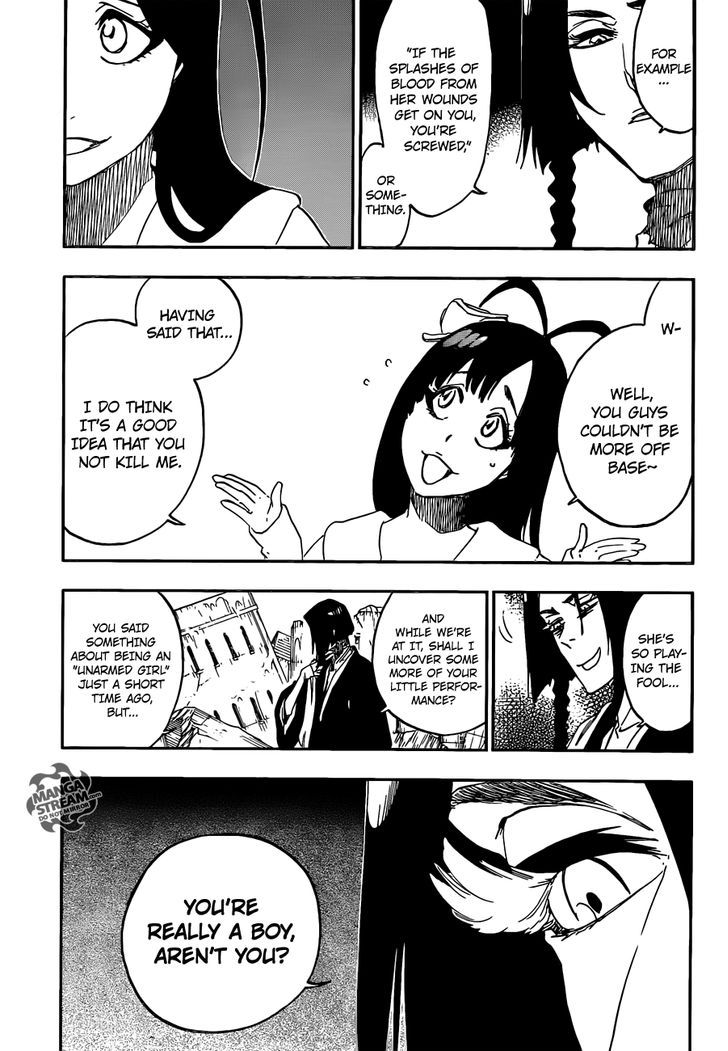 FOR
EXAMPLE
...
"IF THE
SPLASHES OF
BLOOD FROM
HER WOUNDS
GET ON YOU,
YOU'RE
SCREWED,"
OR
SOME-
THING.
W-
WELL,
YOU GUYS
COULDN'T BE
MORE OFF
BASE~
HAVING
SAID THAT...
I DO THINK
IT'S A GOOD
IDEA THAT YOU
NOT KILL ME.
SHE'S
SO PLAY-
ING THE
FOOL...
AND
WHILE WE'RE
AT IT, SHALL I
UNCOVER SOME
MORE OF YOUR
LITTLE PERFOR-
MANCE?
YOU SAID
SOMETHING
ABOUT BEING AN
"UNARMED GIRL"
JUST A SHORT
TIME AGO,
BUT...
MANGA
STREAM.com
DO NOT MIRROR
YOU'RE
REALLY A BOY,
AREN'T YOU?